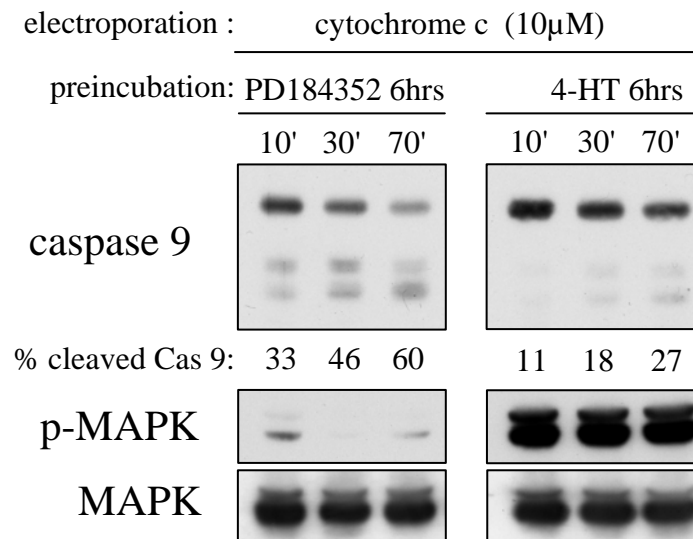 electroporation : cytochrome c (10µM)
preincubation: PD184352 6hrs 4-HT 6hrs
10' 30' 70' 10' 30' 70'
caspase 9
% cleaved Cas 9: 33 46 60 11 18 27
p-MAPK
MAPK